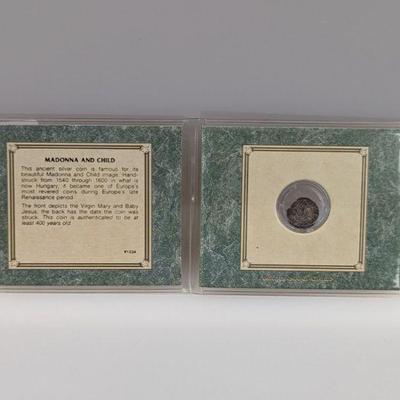 MADONNA AND CHILD
This ancient silver coin is famous for its
beautiful Madonna and Child image. Hand-
struck from 1540 through 1600 in what is
now Hungary, it became one of Europe's
most revered coins during Europe's late
Renaissance period.
The front depicts the Virgin Mary and Baby
Jesus; the back has the date the coin was
struck. This coin is authenticated to be at
least 400 years old.